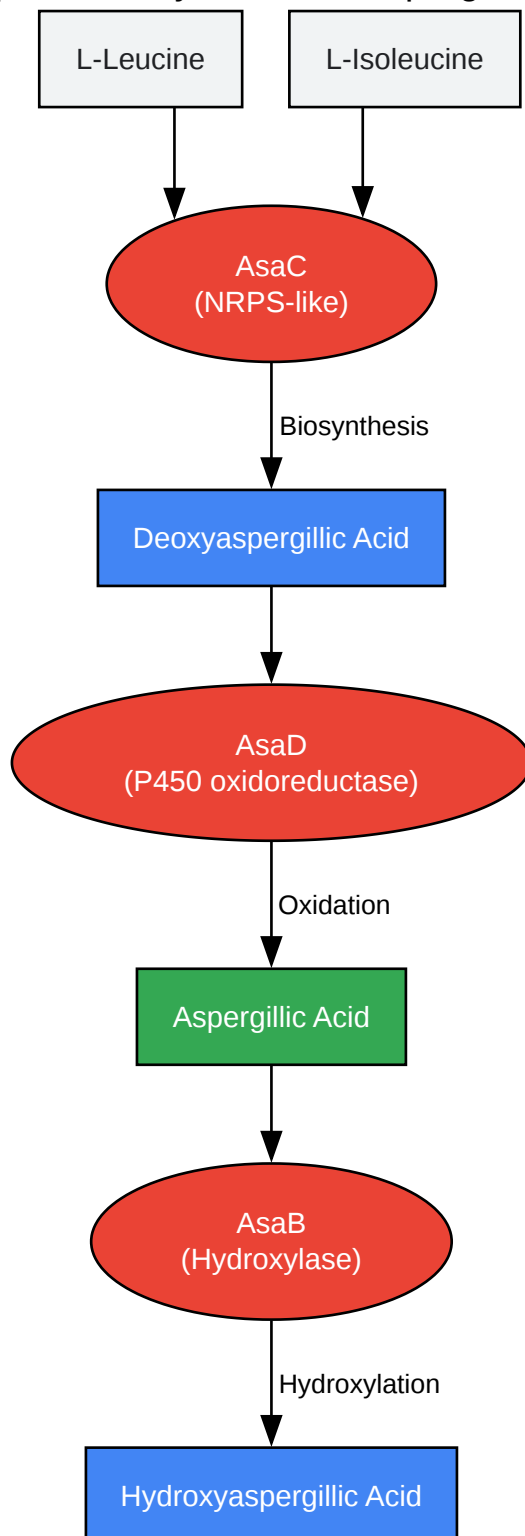 L-Leucine
L-Isoleucine
AsaC
(NRPS-like)
Biosynthesis
Deoxyaspergillic Acid
AsaD
(P450 oxidoreductase)
Oxidation
Aspergillic Acid
AsaB
(Hydroxylase)
Hydroxylation
Hydroxyaspergillic Acid